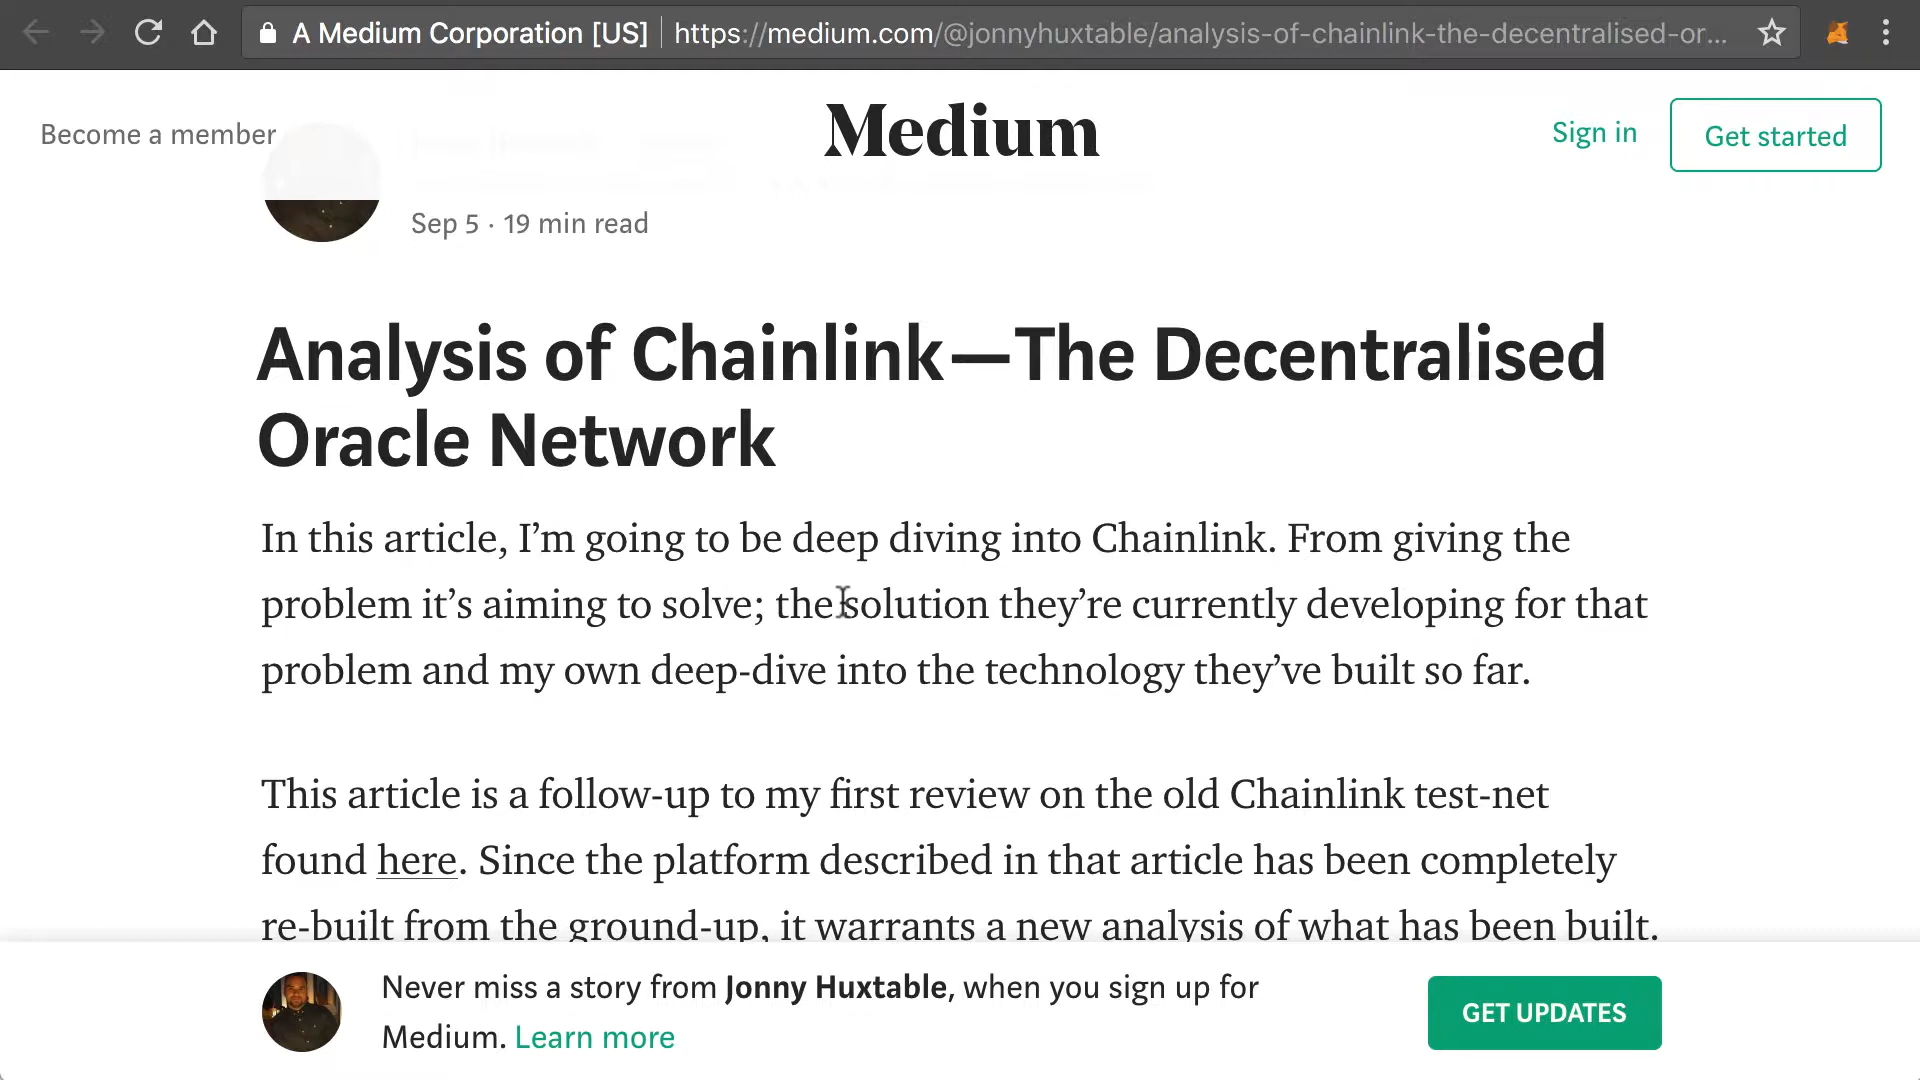 A Medium Corporation [US] https://medium.com/@jonnyhuxtable/analysis-of-chainlink-the-decentralised-or...
Become a member
Medium
Sign in
Get started
Sep 5 · 19 min read
Analysis of Chainlink—The Decentralised
Oracle Network
In this article, I’m going to be deep diving into Chainlink. From giving the
problem it’s aiming to solve; the solution they’re currently developing for that
problem and my own deep-dive into the technology they’ve built so far.
This article is a follow-up to my first review on the old Chainlink test-net
found here. Since the platform described in that article has been completely
re-built from the ground-up, it warrants a new analysis of what has been built.
Never miss a story from Jonny Huxtable, when you sign up for
Medium. Learn more
GET UPDATES